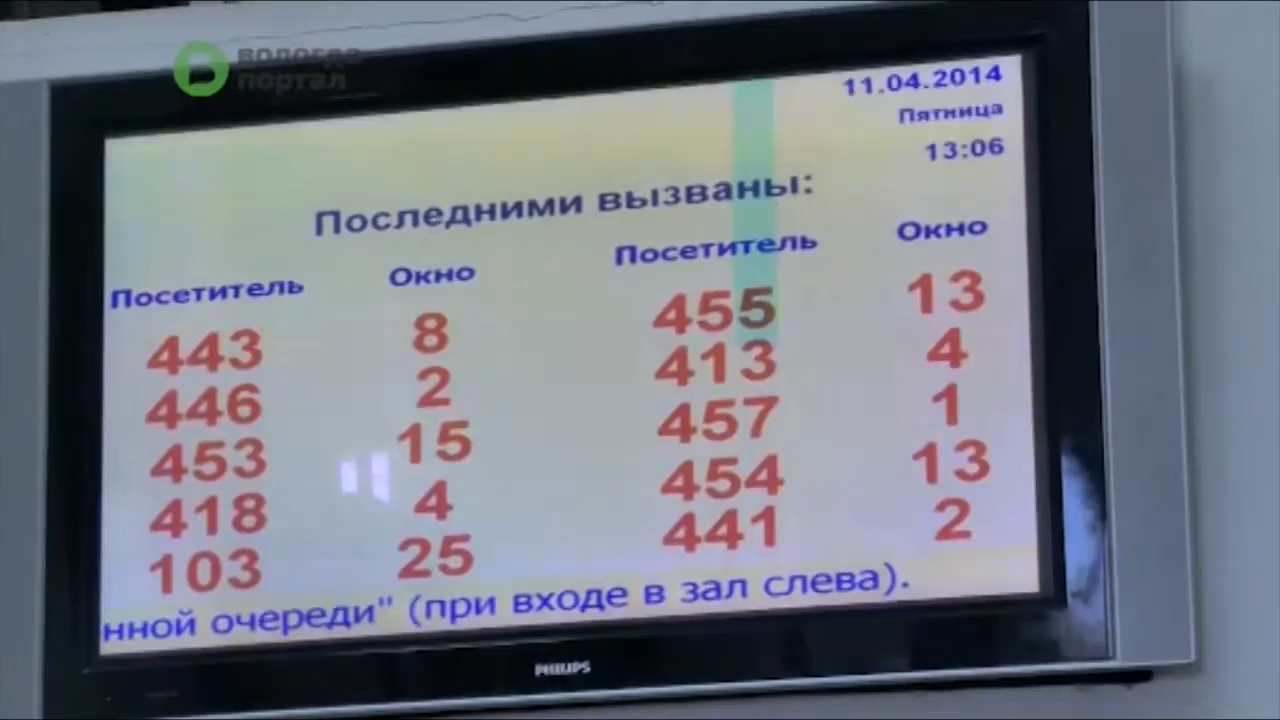 вологда
портал
11.04.2014
Пятница
13:06
Последними вызваны:
Посетитель Окно Посетитель Окно
443 8 455 13
446 2 413 4
453 15 457 1
418 4 454 13
103 25 441 2
нной очереди" (при входе в зал слева).
PHILIPS